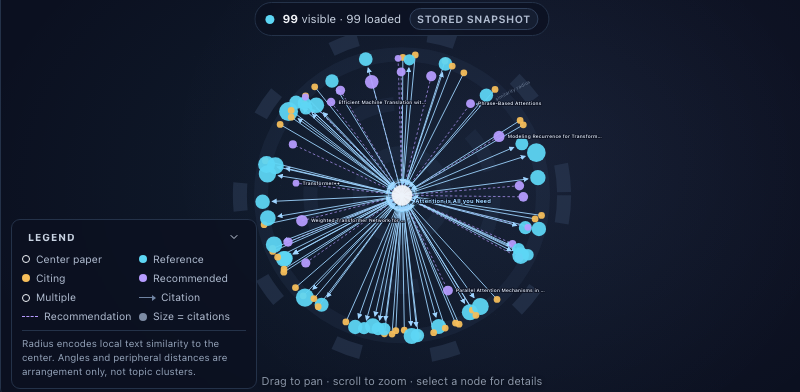 99 visible · 99 loaded STORED SNAPSHOT
Efficient Machine Translation wit…
Phrase-Based Attentions
Modeling Recurrence for Transform…
Transformer++
Attention is All you Need
Weighted Transformer Network for…
Parallel Attention Mechanisms in …
LEGEND
Center paper
Reference
Citing
Recommended
Multiple
Citation
Recommendation
Size = citations
Radius encodes local text similarity to the
center. Angles and peripheral distances are
arrangement only, not topic clusters.
Drag to pan · scroll to zoom · select a node for details